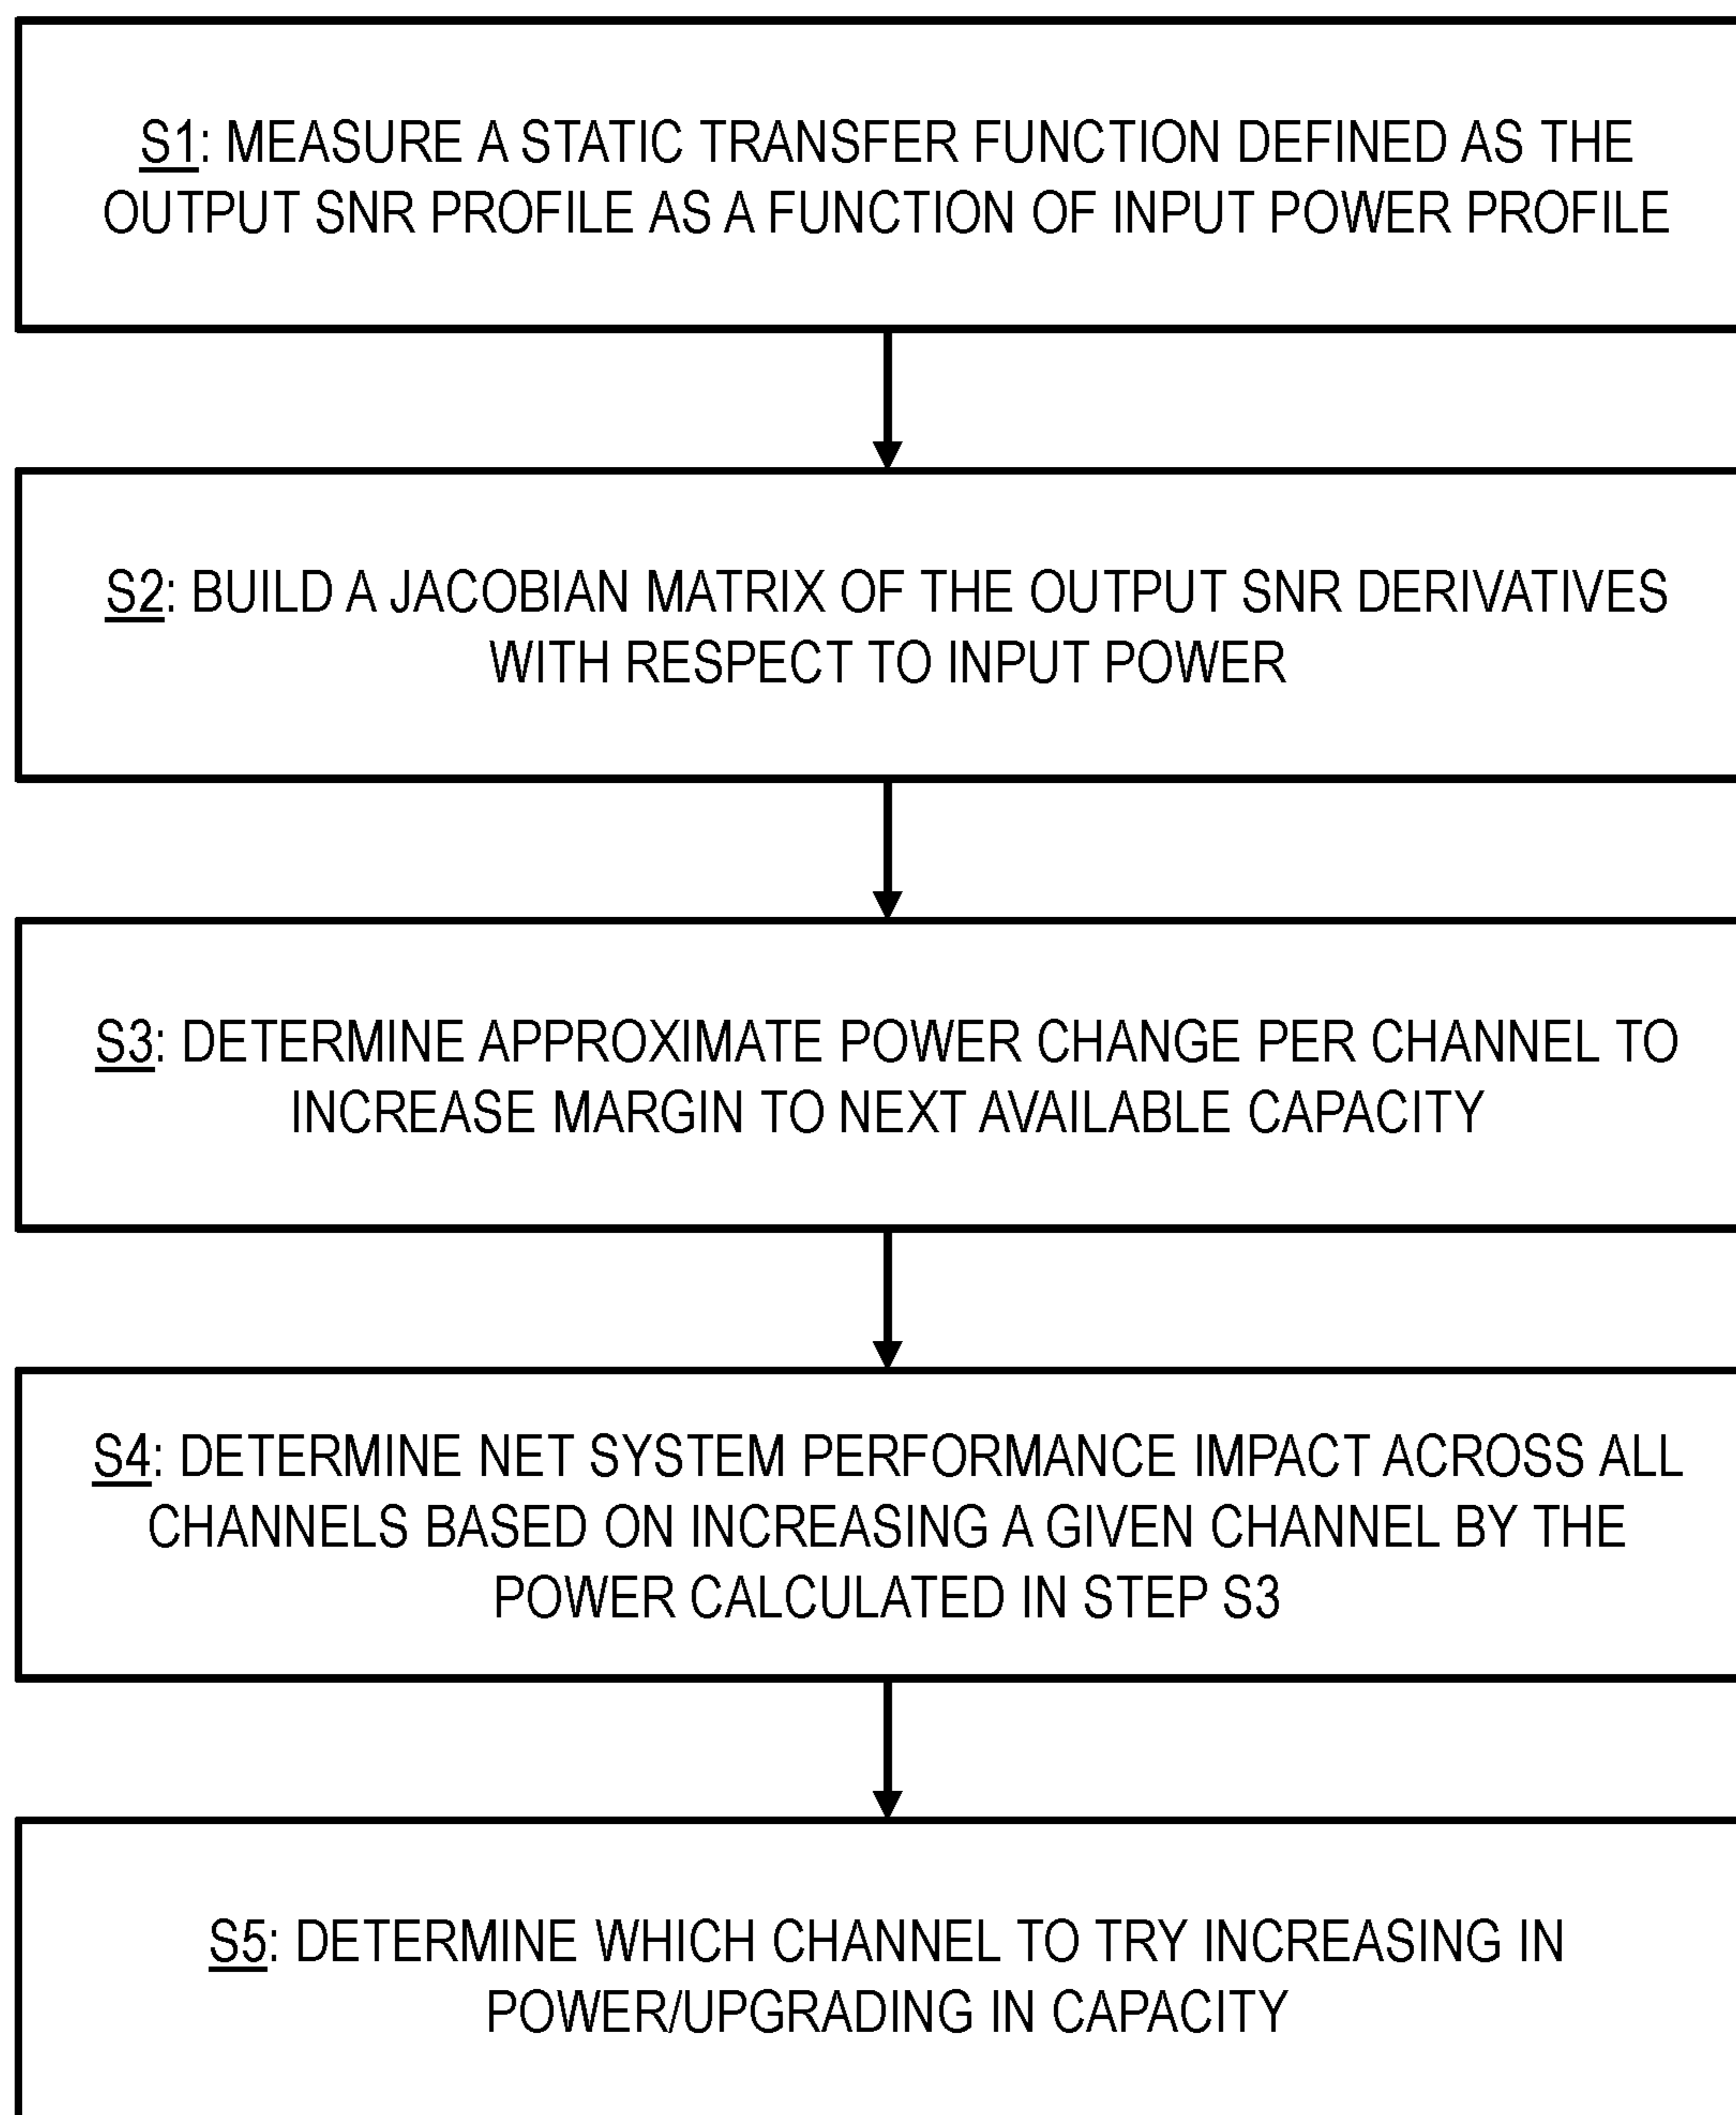 S1: MEASURE A STATIC TRANSFER FUNCTION DEFINED AS THE
OUTPUT SNR PROFILE AS A FUNCTION OF INPUT POWER PROFILE
S2: BUILD A JACOBIAN MATRIX OF THE OUTPUT SNR DERIVATIVES
WITH RESPECT TO INPUT POWER
S3: DETERMINE APPROXIMATE POWER CHANGE PER CHANNEL TO
INCREASE MARGIN TO NEXT AVAILABLE CAPACITY
S4: DETERMINE NET SYSTEM PERFORMANCE IMPACT ACROSS ALL
CHANNELS BASED ON INCREASING A GIVEN CHANNEL BY THE
POWER CALCULATED IN STEP S3
S5: DETERMINE WHICH CHANNEL TO TRY INCREASING IN
POWER/UPGRADING IN CAPACITY